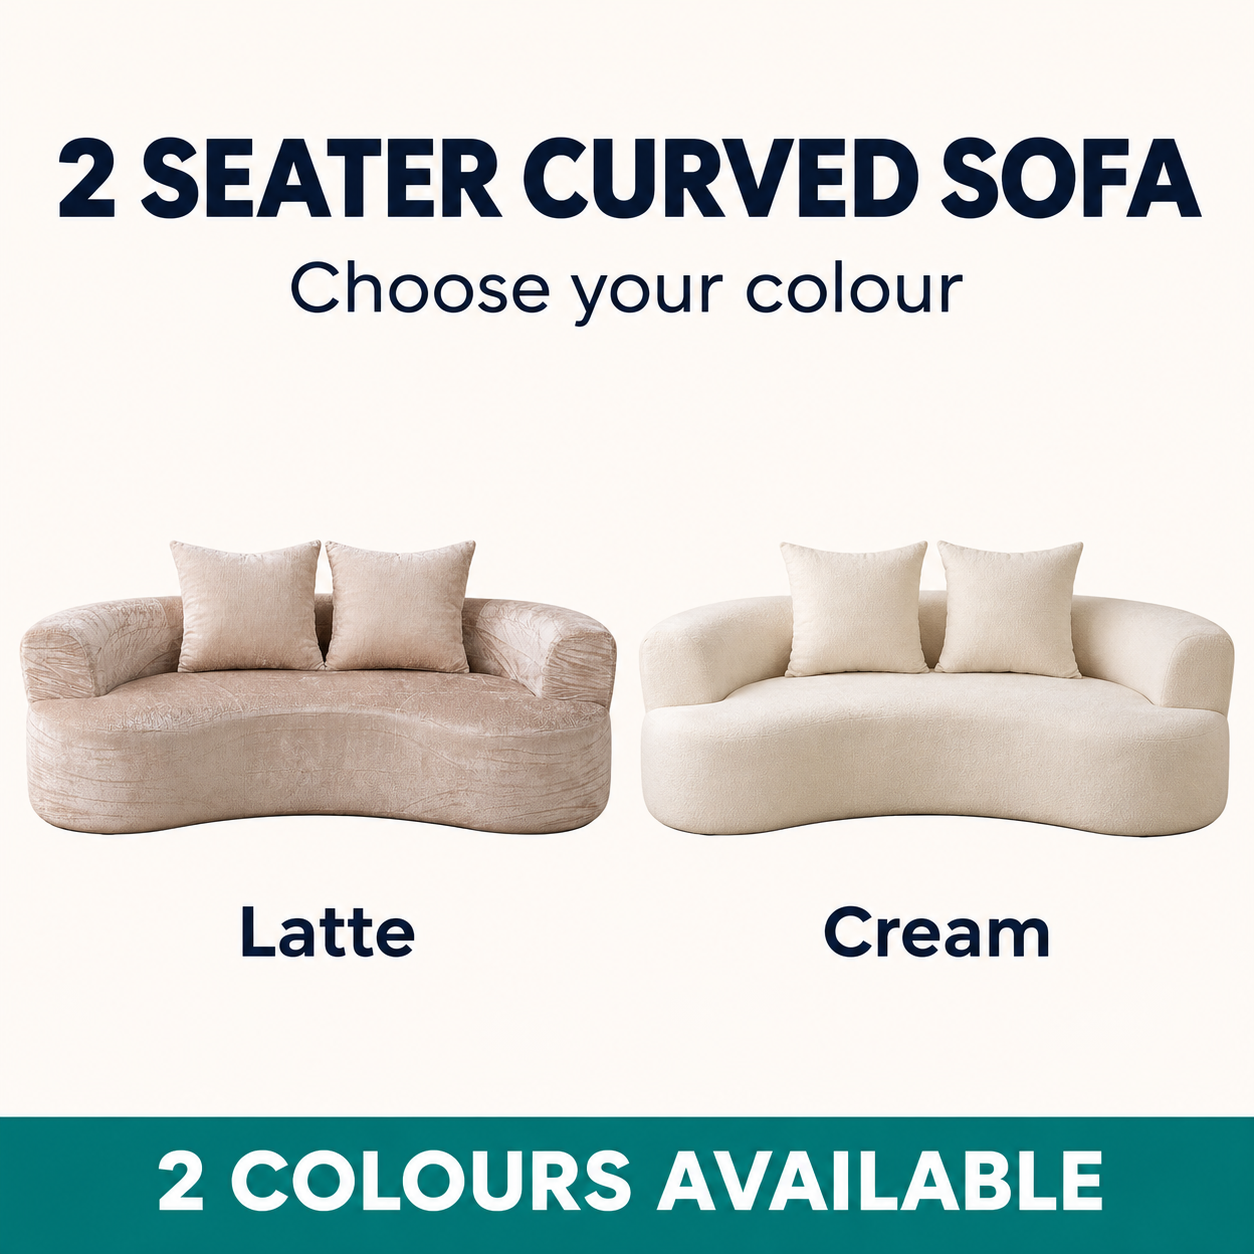 2 SEATER CURVED SOFA
Choose your colour
Latte
Cream
2 COLOURS AVAILABLE